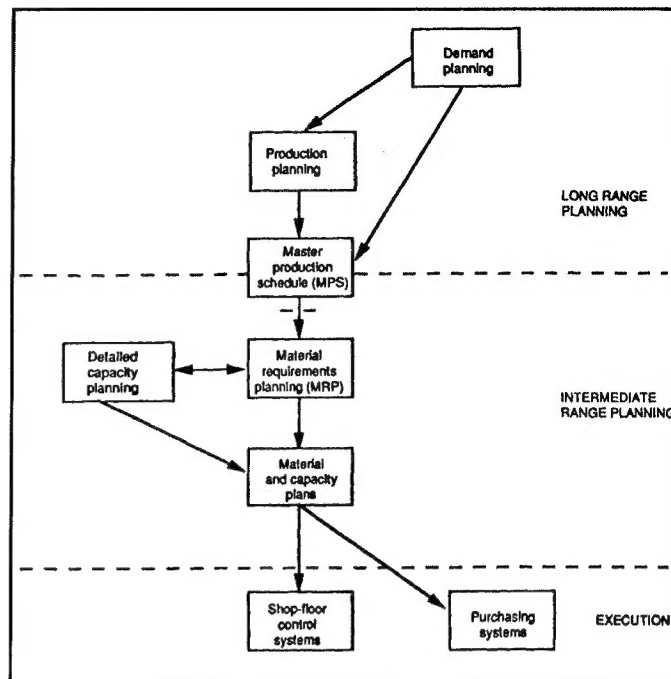 Demand
planning
Production
planning
LONG RANGE
PLANNING
Master
production
schedule (MPS)
Detailed
capacity
planning
Material
requirements
planning (MRP)
INTERMEDIATE
RANGE PLANNING
Material
and capacity
plans
Shop-floor
control
systems
Purchasing
systems
EXECUTION